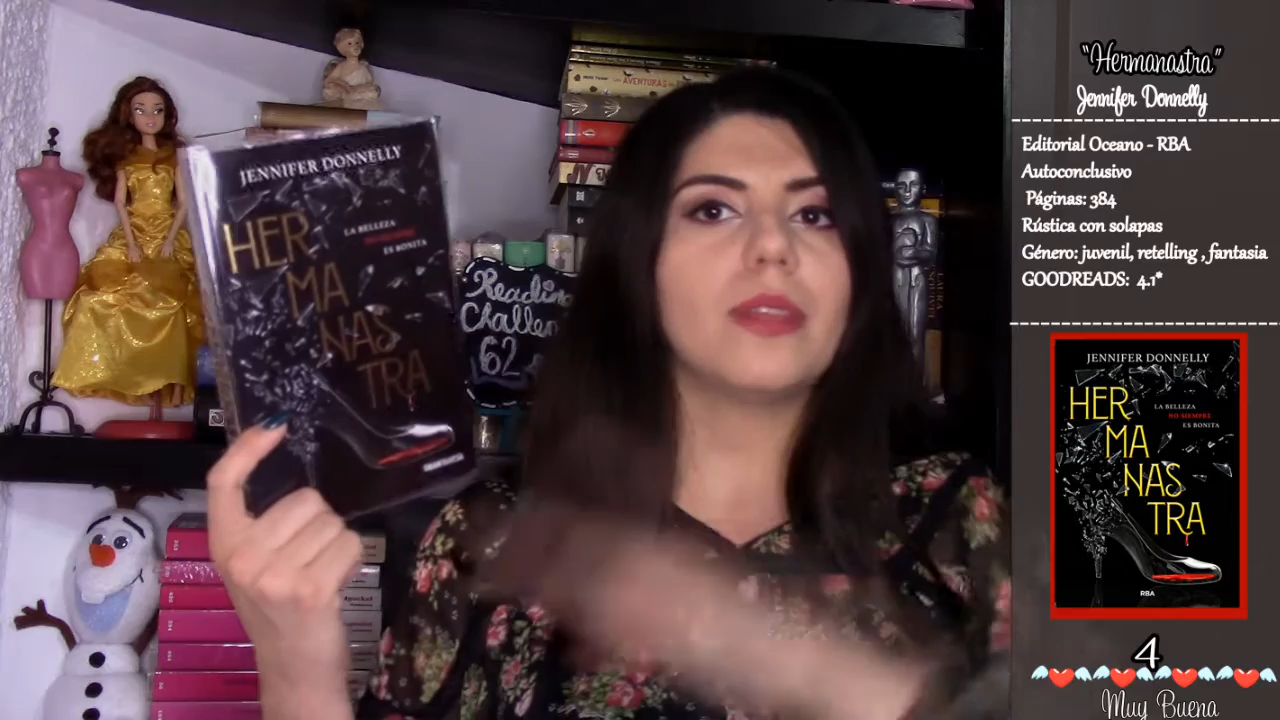 "Hermanastra"
Jennifer Donnelly
Editorial Oceano - RBA
Autoconclusivo
Páginas: 384
Rústica con solapas
Género: juvenil, retelling , fantasia
GOODREADS: 4.1*
JENNIFER DONNELLY
HER
MA
NAS
TRA
LA BELLEZA
NO SIEMPRE
ES BONITA
RBA
4
Muy Buena
JENNIFER DONNELLY
HER
MA
NAS
TRA
LA BELLEZA
NO SIEMPRE
ES BONITA
Reading
Challen
62
AVENTURAS